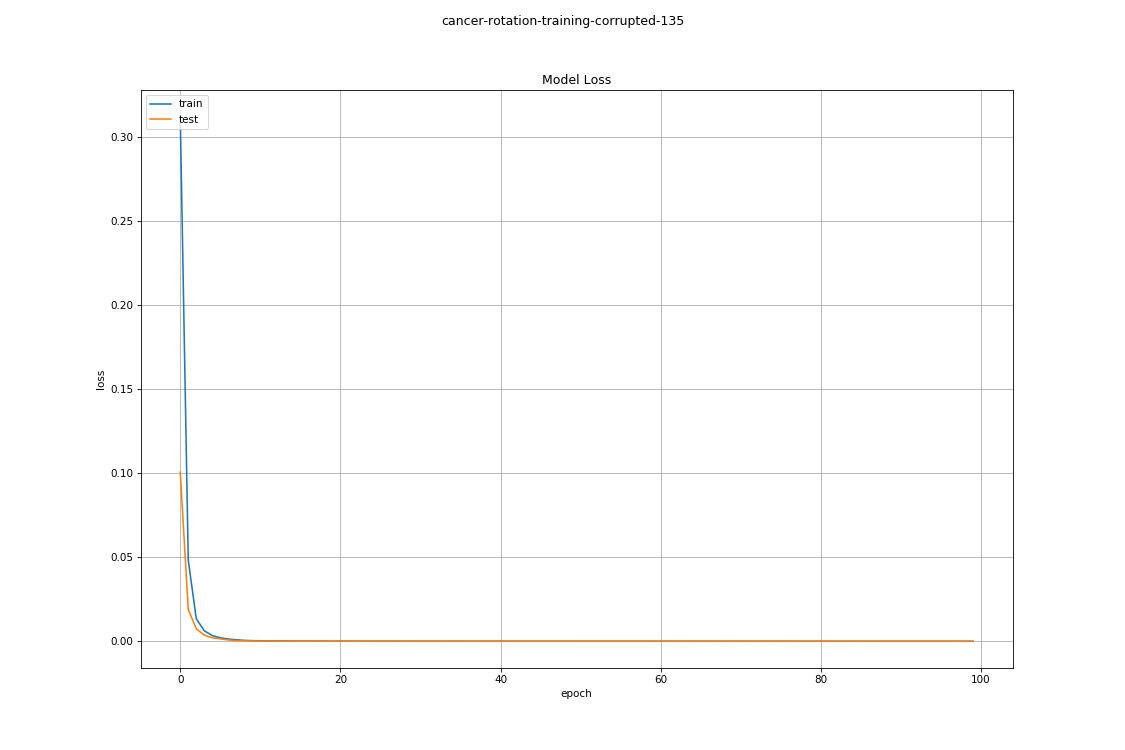 cancer-rotation-training-corrupted-135
Model Loss
train
test
0.30
0.25
0.20
0.15
0.10
0.05
0.00
loss
0 20 40 60 80 100
epoch